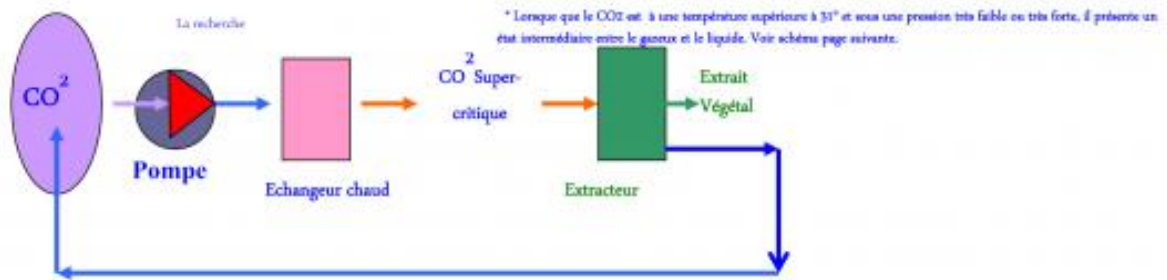 La recherche
* Lorsque que le CO2 est à une température supérieure à 31° et sous une pression très faible ou très forte, il présente un
état intermédiaire entre le gazeux et le liquide. Voir schéma page suivante.
CO²
Pompe
Echangeur chaud
CO² Super-
critique
Extracteur
Extrait
Végétal